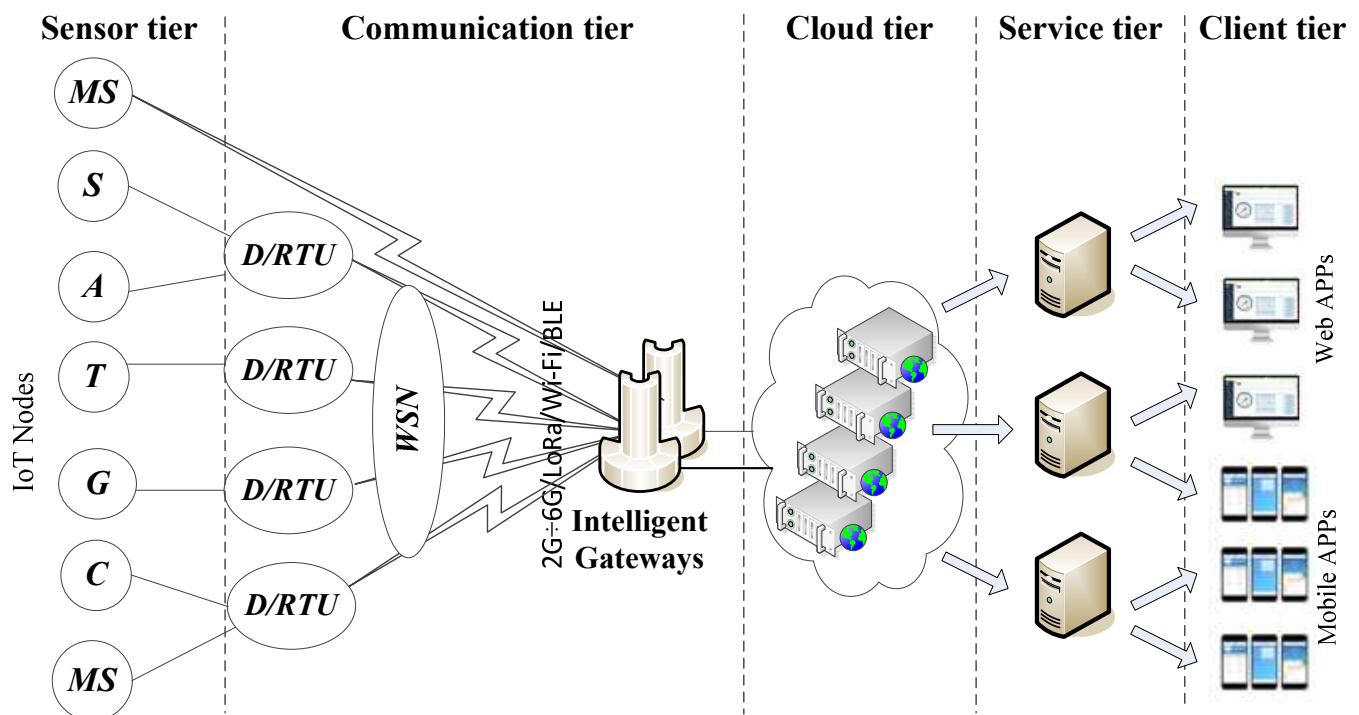 Sensor tier
Communication tier
Cloud tier
Service tier
Client tier
MS
S
A
T
G
C
MS
IoT Nodes
D/RTU
D/RTU
D/RTU
D/RTU
WSN
2G÷6G/LoRa/Wi-Fi/BLE
Intelligent
Gateways
Web APPs
Mobile APPs